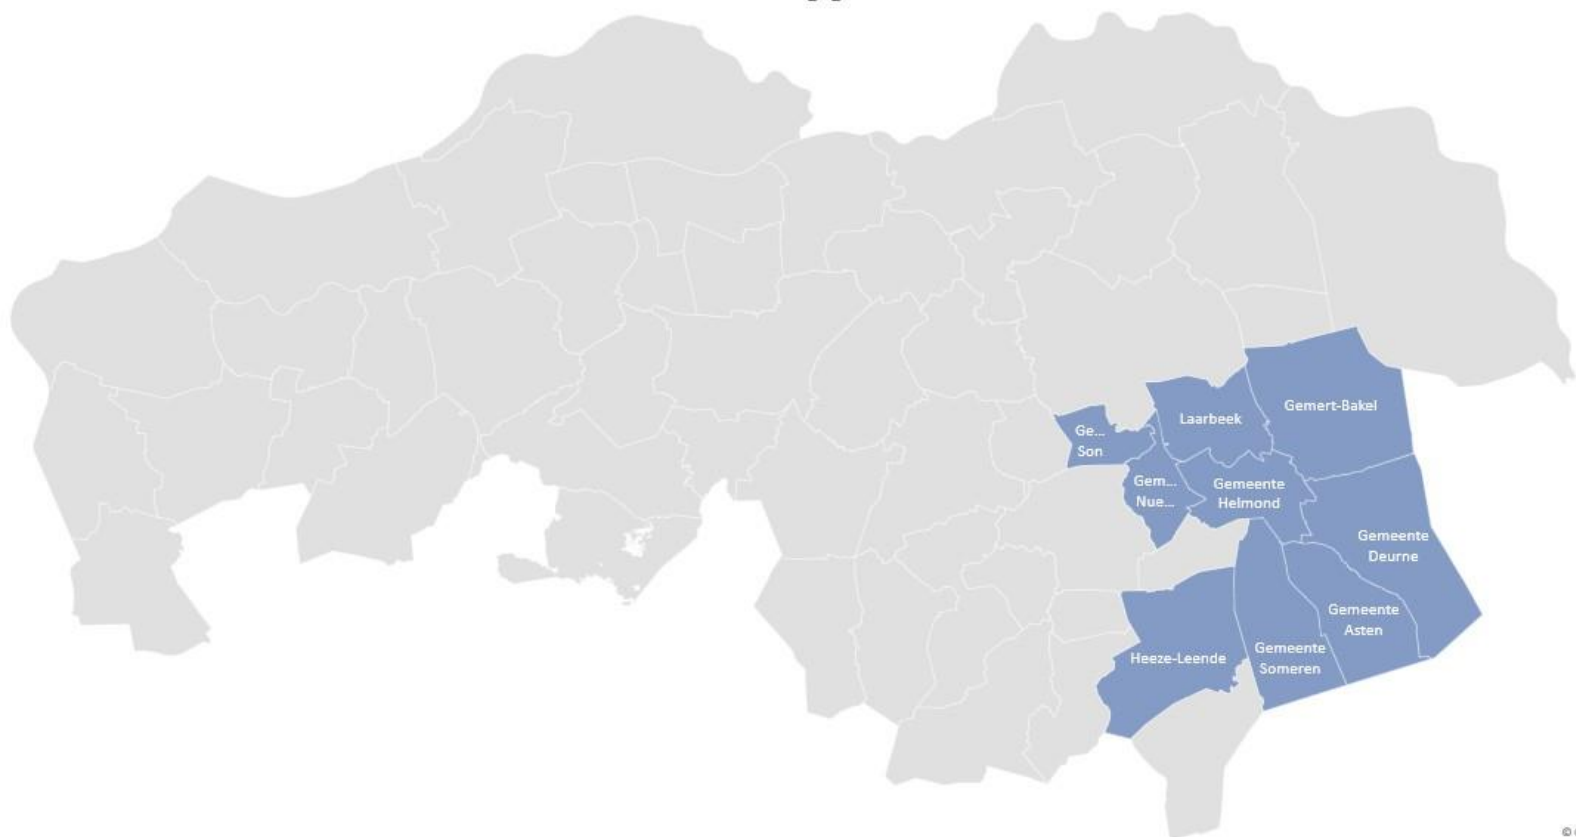 Gemert-Bakel
Laarbeek
Ge...
Son
Gem...
Nue...
Gemeente
Helmond
Gemeente
Deurne
Gemeente
Asten
Heeze-Leende
Gemeente
Someren
©